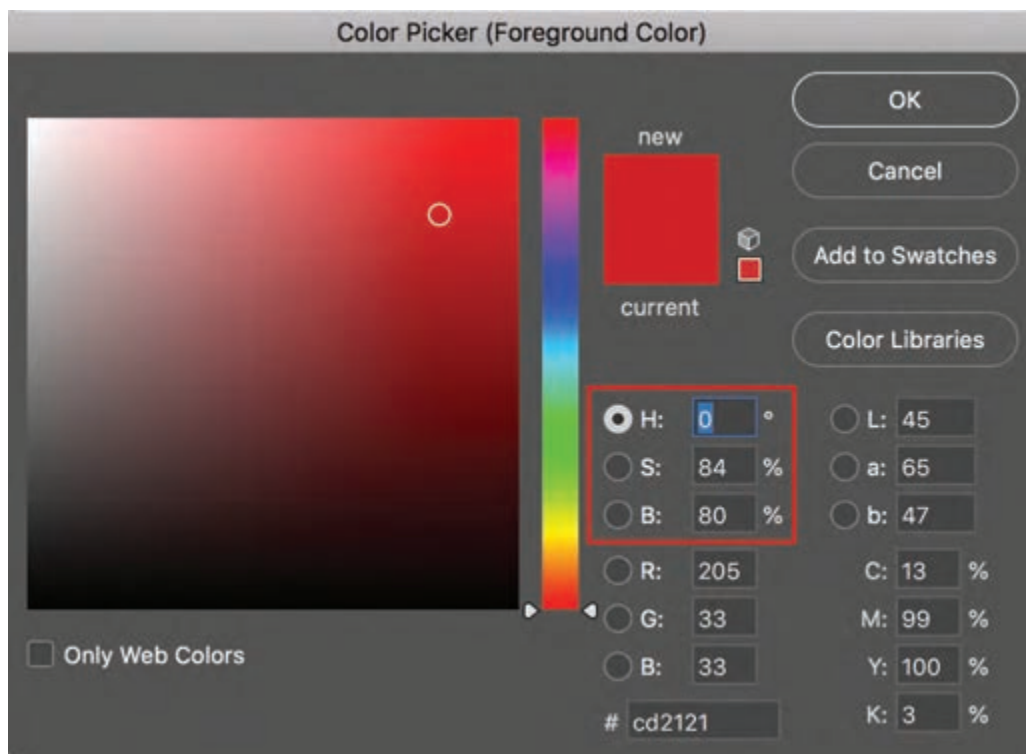 Color Picker (Foreground Color)
OK
new
Cancel
Add to Swatches
current
Color Libraries
H: 0 °
L: 45
S: 84 %
a: 65
B: 80 %
b: 47
R: 205
C: 13 %
G: 33
M: 99 %
Only Web Colors
B: 33
Y: 100 %
# cd2121
K: 3 %